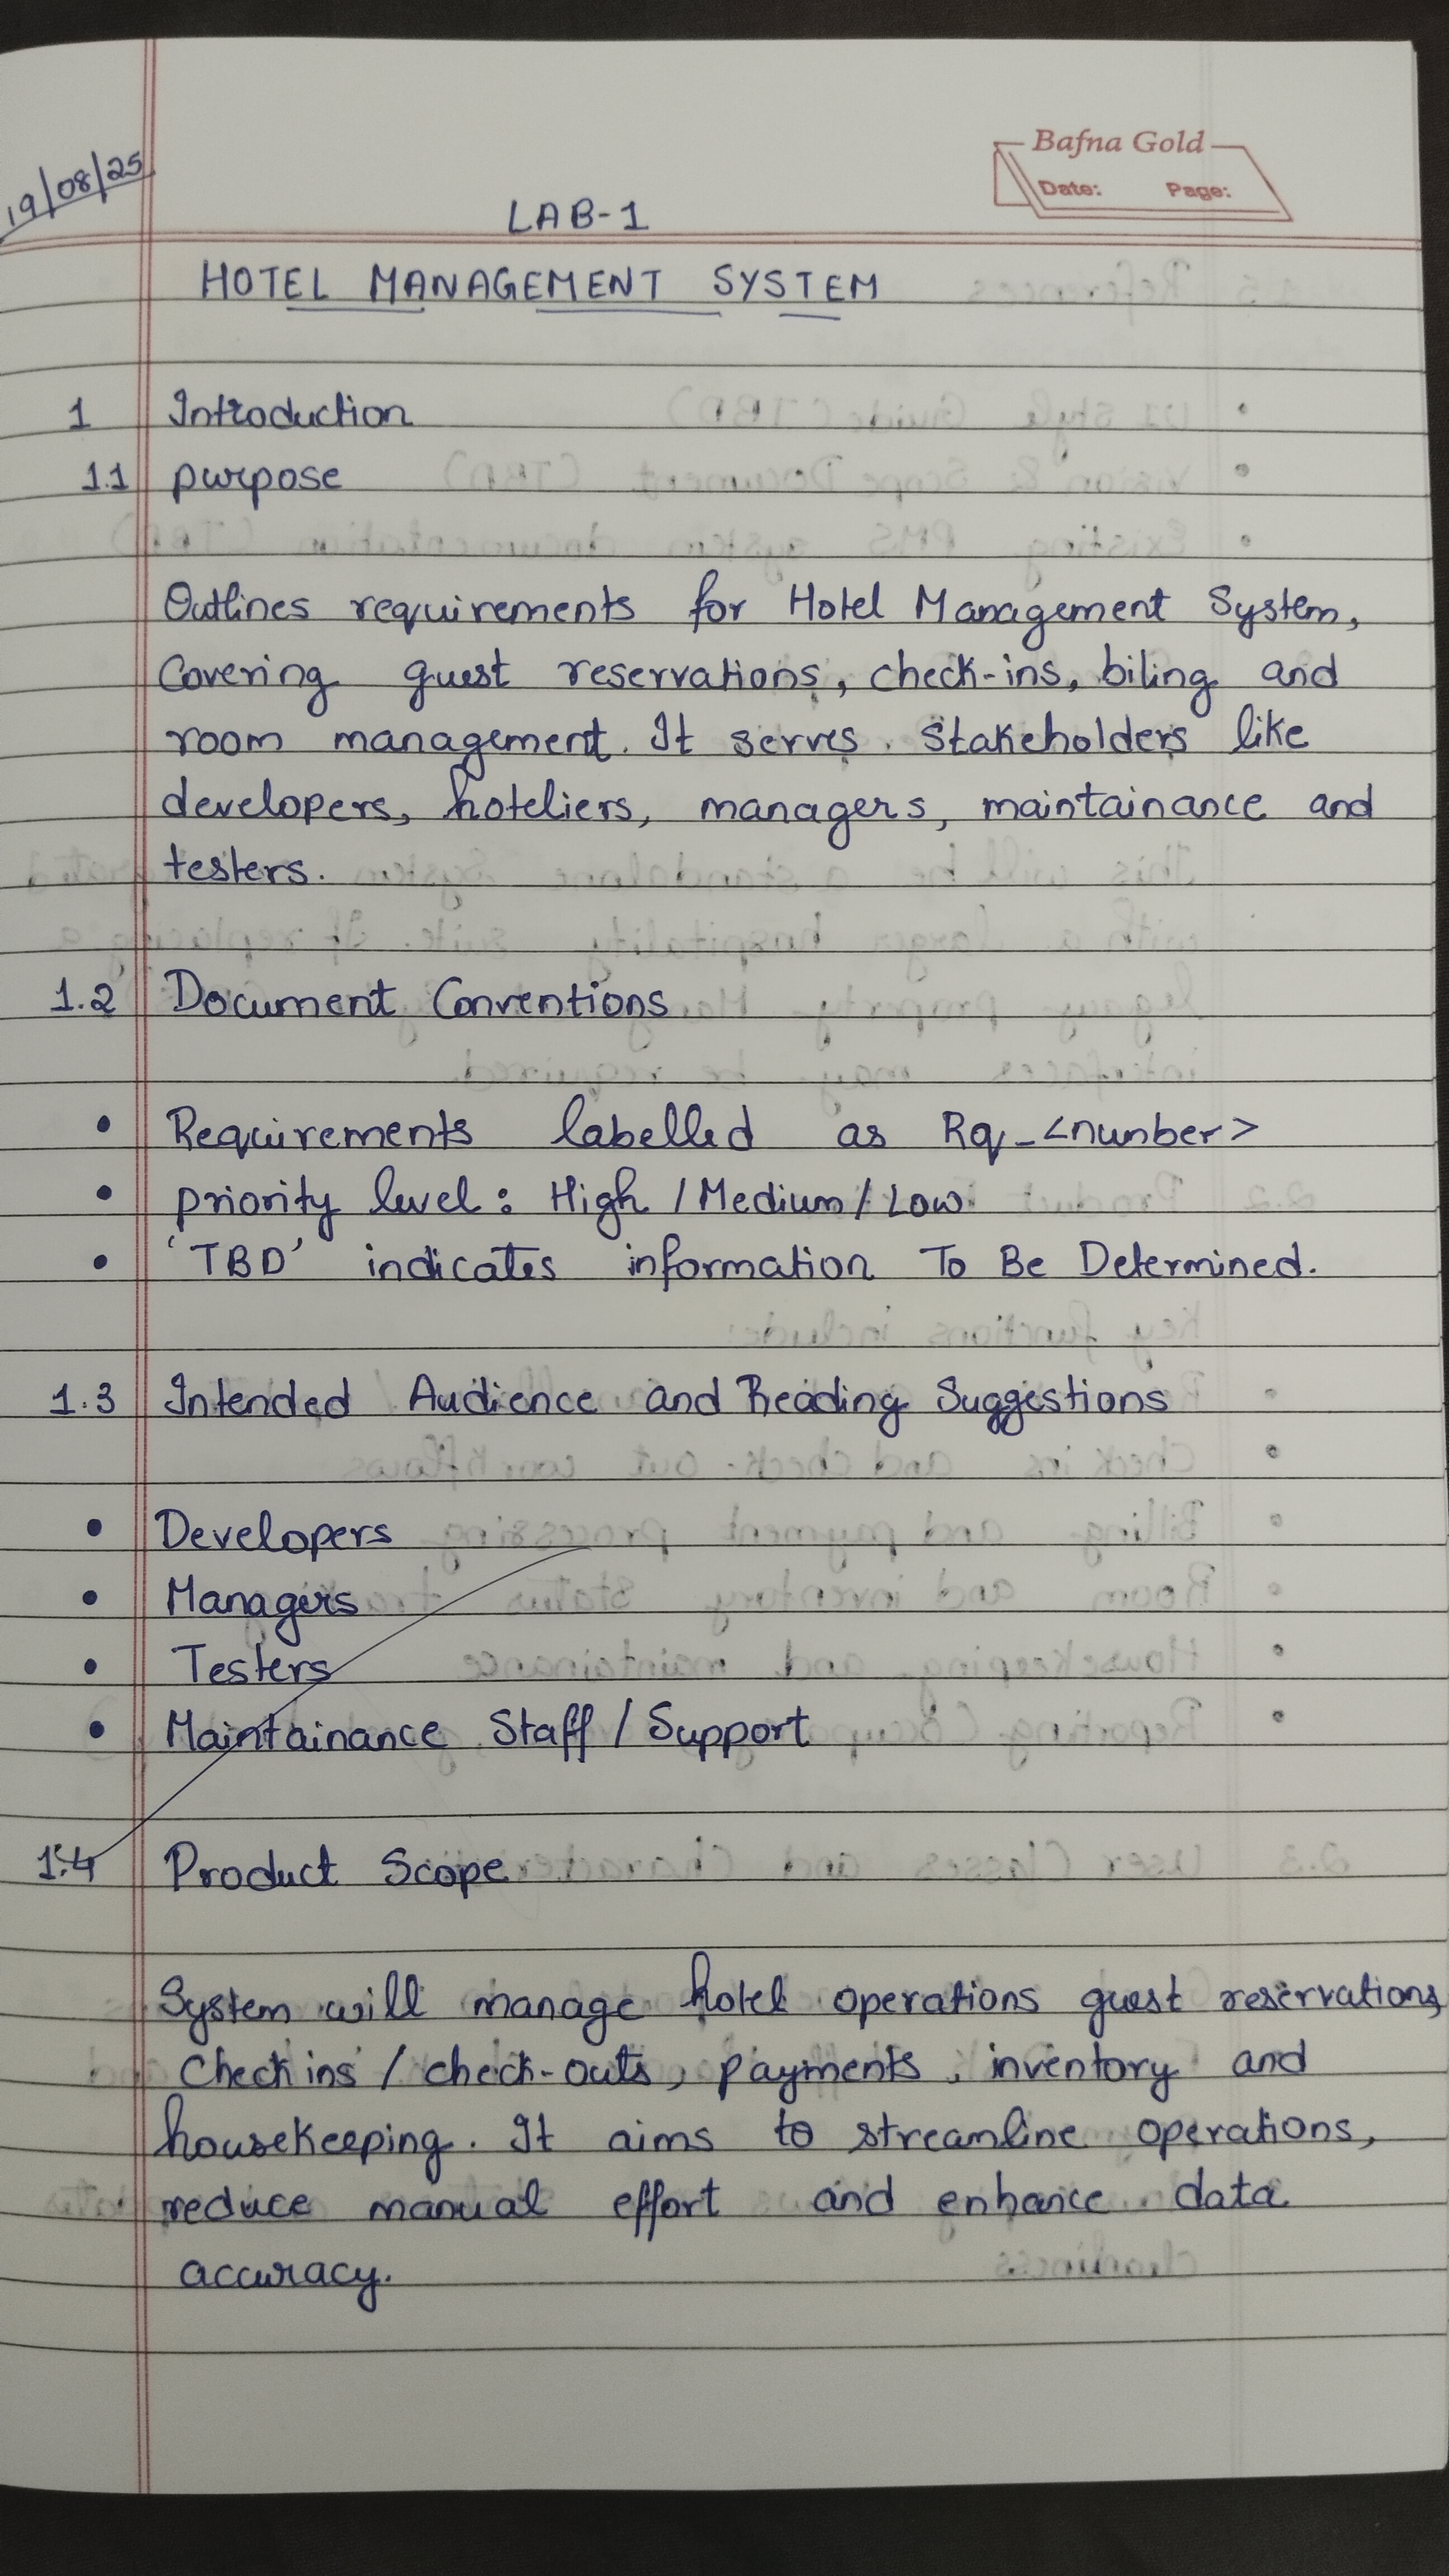 Bafna Gold
Date: Page:
19/08/25
LAB-1
HOTEL MANAGEMENT SYSTEM
1 Introduction
1.1 purpose
Outlines requirements for Hotel Management System,
Covering guest reservations, check-ins, biling and
room management. It serves. Stakeholders like
developers, hoteliers, managers, maintainance and
testers.
1.2 Document Conventions
• Requirements labelled as Rq_<number>
• priority level: High / Medium / Low
• 'TBD' indicates information To Be Determined.
1.3 Intended Audience and Reading Suggestions
• Developers
• Managers
• Testers
• Maintainance Staff / Support
1.4 Product Scope
System will manage hotel operations guest reservations,
Check ins / check-outs, payments, inventory and
housekeeping. It aims to streamline operations,
reduce manual effort and enhance data
accuracy.